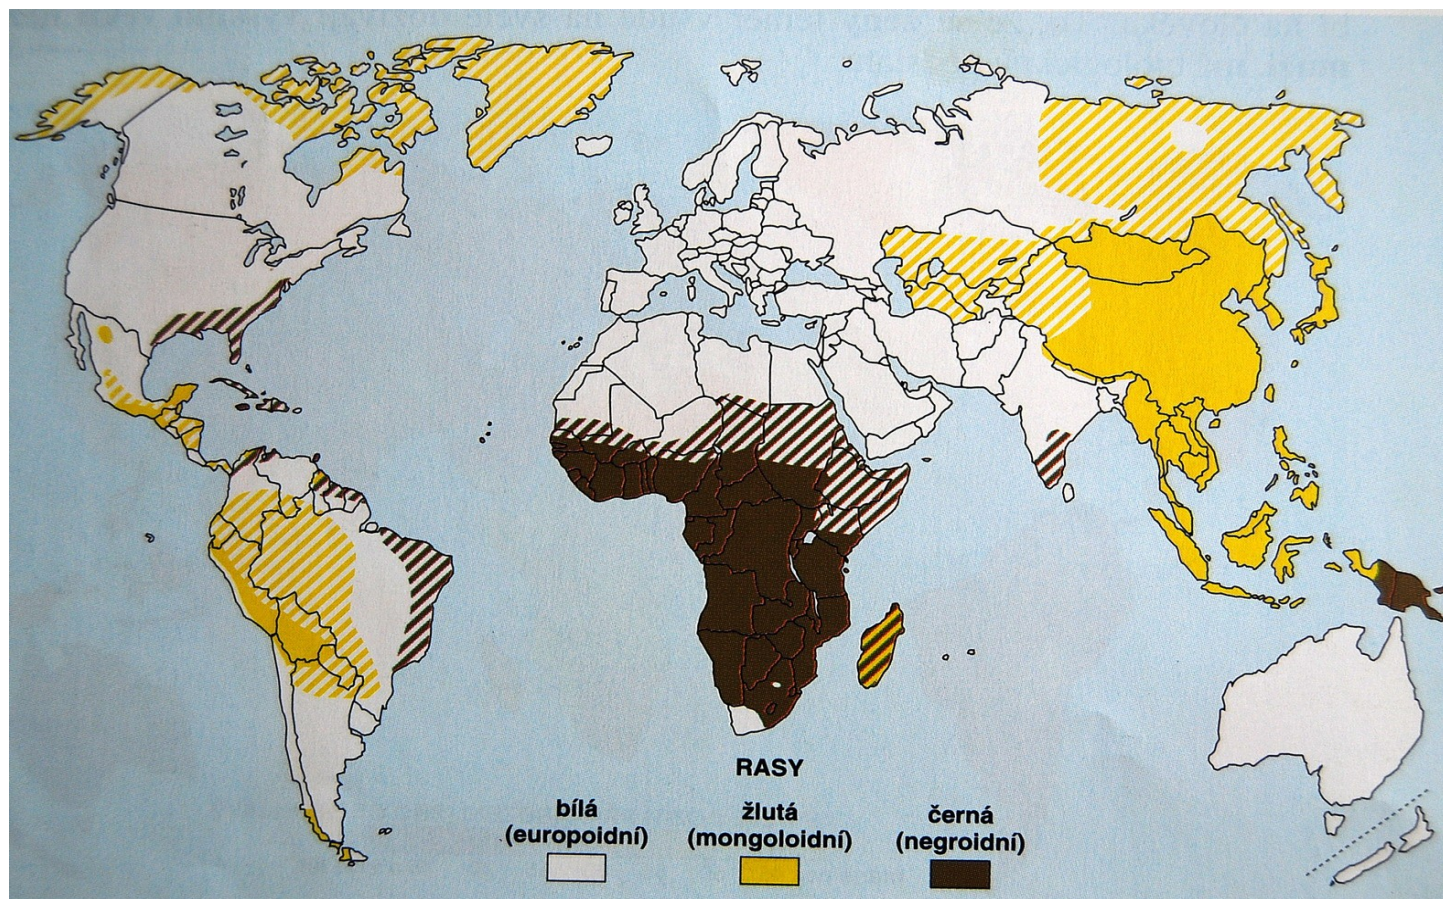 RASY
bílá
(europoidní)
žlutá
(mongoloidní)
černá
(negroidní)